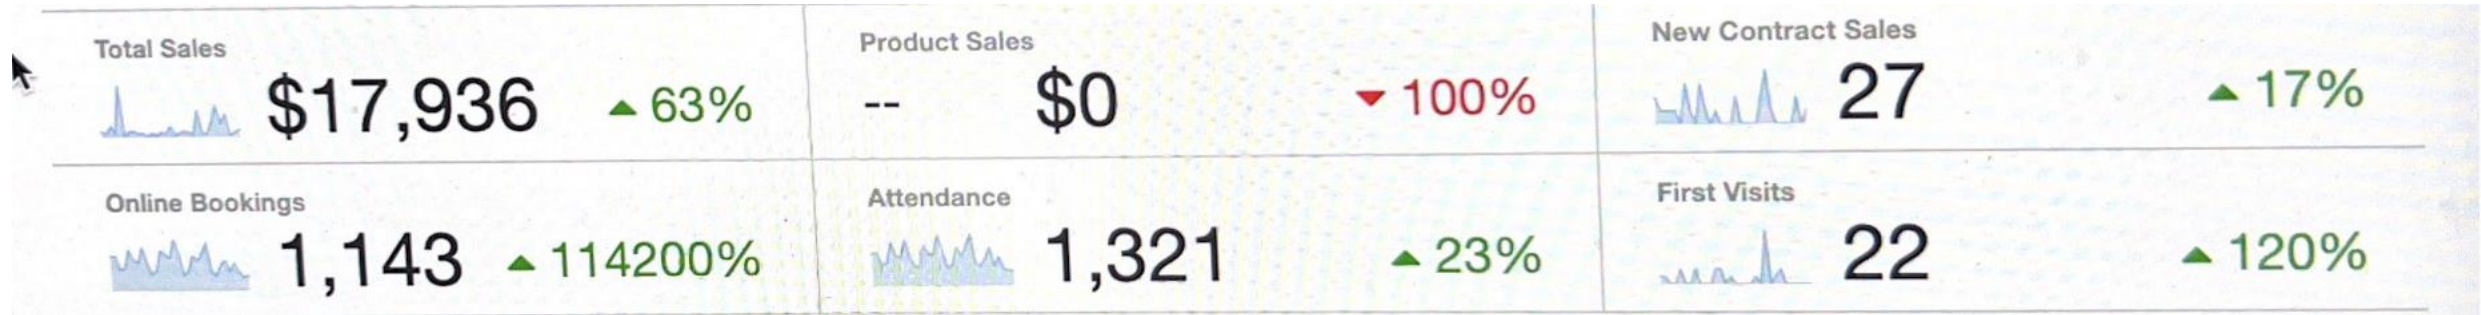 Total Sales
$17,936 ▲ 63%
Product Sales
-- $0 ▼ 100%
New Contract Sales
27 ▲ 17%
Online Bookings
1,143 ▲ 114200%
Attendance
1,321 ▲ 23%
First Visits
22 ▲ 120%